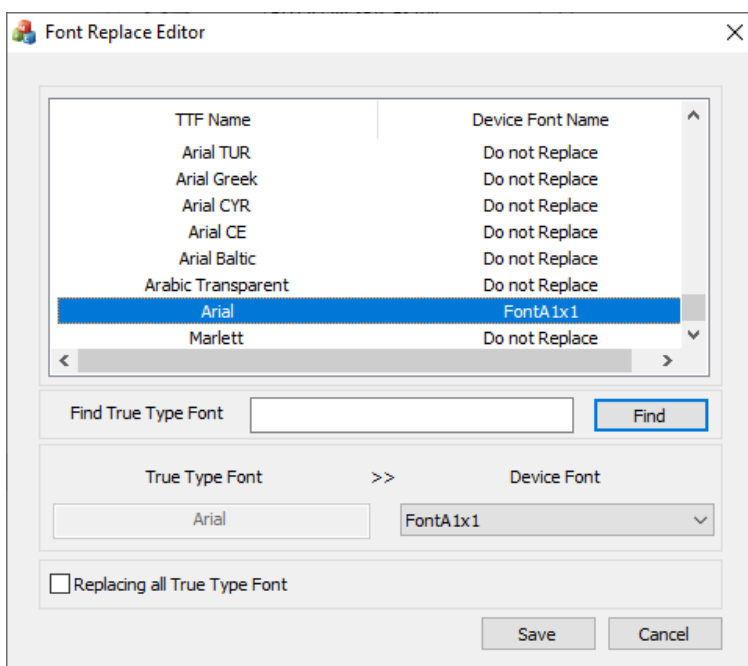 Font Replace Editor
TTF Name Device Font Name
Arial TUR Do not Replace
Arial Greek Do not Replace
Arial CYR Do not Replace
Arial CE Do not Replace
Arial Baltic Do not Replace
Arabic Transparent Do not Replace
Arial FontA1x1
Marlett Do not Replace
Find True Type Font Find
True Type Font >> Device Font
Arial FontA1x1
Replacing all True Type Font
Save Cancel